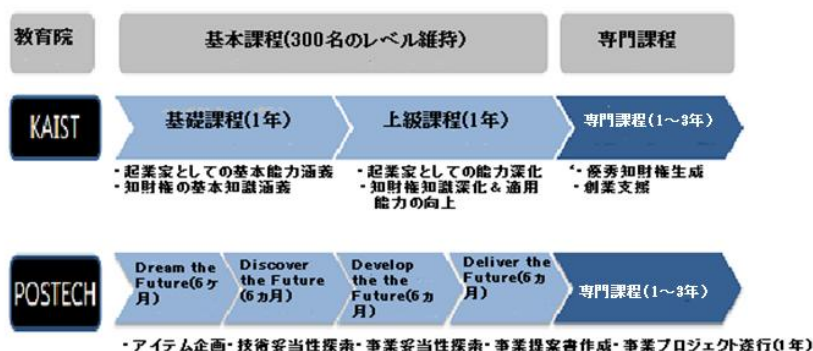 教育院 基本課程(300名のレベル維持) 専門課程
KAIST 基礎課程(1年) 上級課程(1年) 専門課程(1～3年)
・起業家としての基本能力涵義
・知財権の基本知識涵義
・起業家としての能力深化
・知財権知識深化＆適用
能力の向上
・優秀知財権生成
・創業支援
POSTECH
Dream the
Future(6ケ
月)
Discover
the Future
(6ヵ月)
Develop
the the
Future(6ヵ
月)
Deliver the
Future(6ヵ
月)
専門課程(1～3年)
・アイテム企画・技術妥当性探索・事業妥当性探索・事業提案書作成・事業プロジェクト遂行(1年)